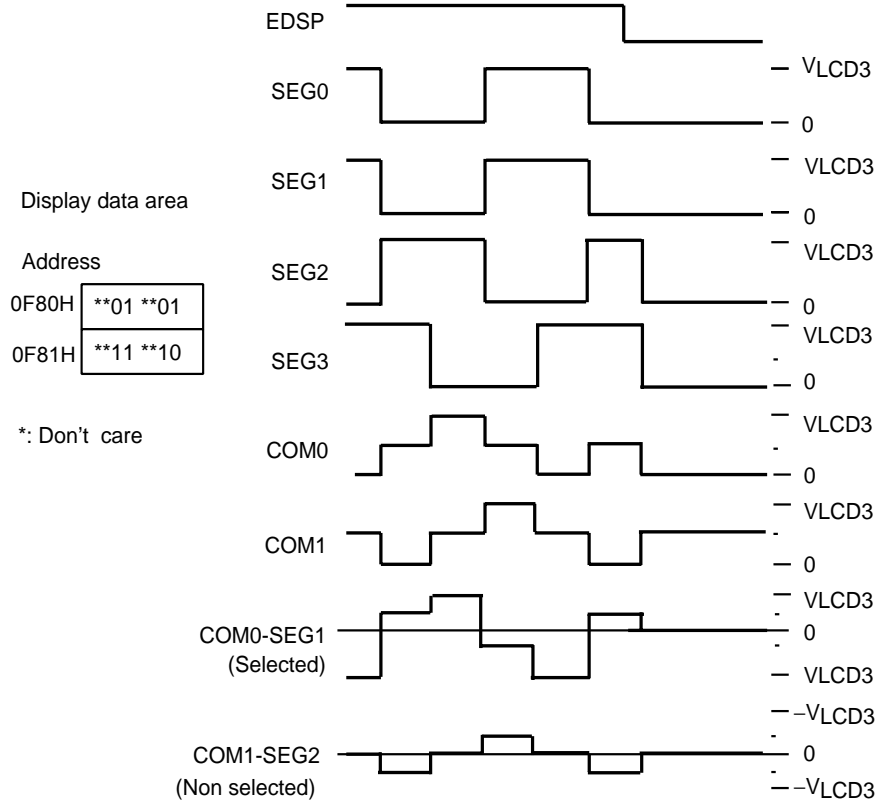 EDSP
VLCD3
SEG0
0
VLCD3
SEG1
Display data area
0
VLCD3
Address
SEG2
0F80H **01 **01
0
VLCD3
0F81H **11 **10
SEG3
0
*: Don't care
VLCD3
COM0
0
VLCD3
COM1
0
VLCD3
COM0-SEG1
0
(Selected)
VLCD3
–VLCD3
COM1-SEG2
0
(Non selected)
–VLCD3